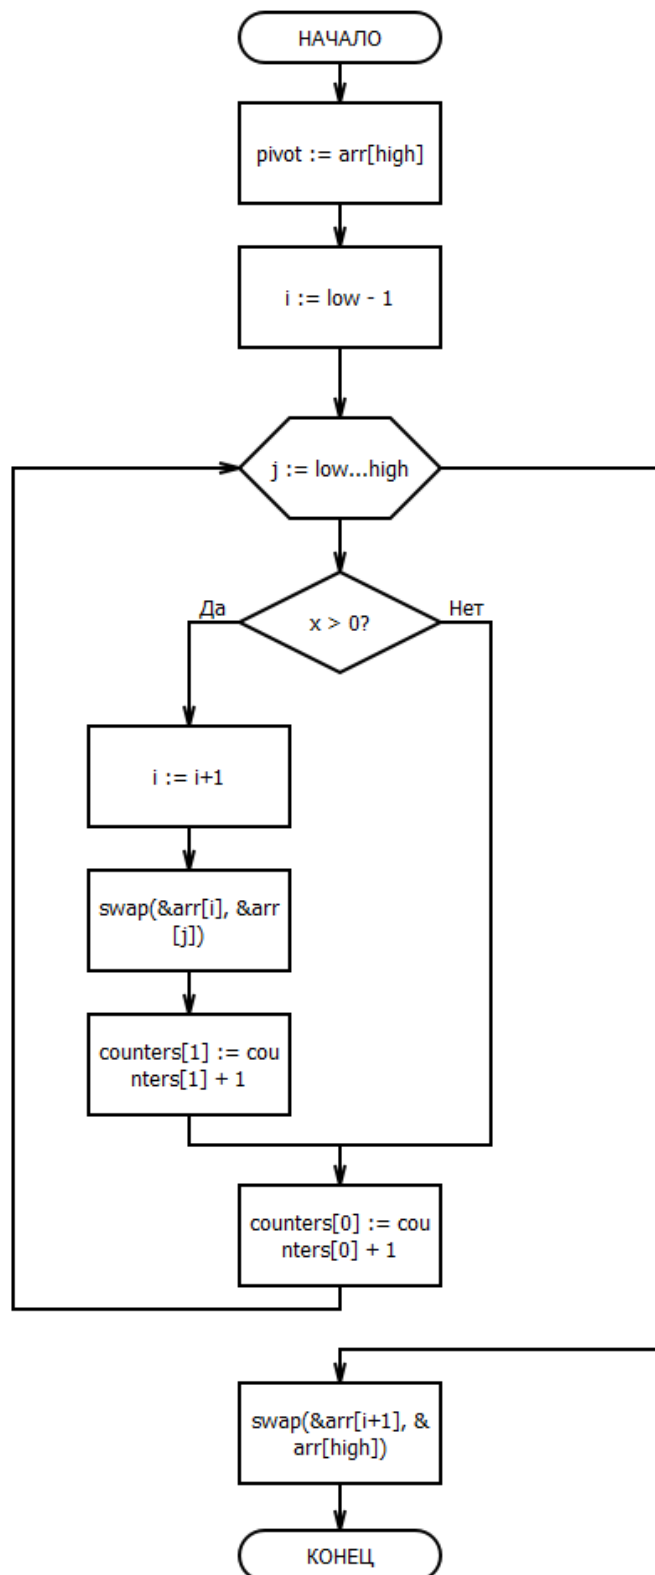 НАЧАЛО
pivot := arr[high]
i := low - 1
j := low...high
Да
x > 0?
Нет
i := i+1
swap(&arr[i], &arr
[j])
counters[1] := cou
nters[1] + 1
counters[0] := cou
nters[0] + 1
swap(&arr[i+1], &
arr[high])
КОНЕЦ